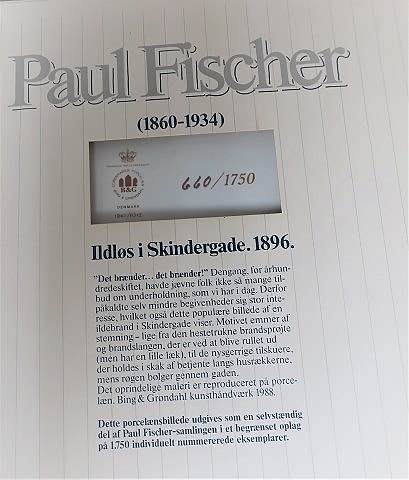 Paul Fischer
(1860-1934)
B&G
DENMARK
660/1750
Ildløs i Skindergade. 1896.
"Det brænder... det brænder!" Dengang, før århun-
dredeskiftet, havde jævne folk ikke så mange til-
bud om underholdning, som vi har i dag. Derfor
påkaldte selv mindre begivenheder sig stor inte-
resse, hvilket også dette populære billede af en
ildebrand i Skindergade viser. Motivet emmer af
stemning - lige fra den hestetrukne brandsprøjte
og brandslangen, der er ved at blive rullet ud
(men har en lille læk), til de nysgerrige tilskuere,
der holdes i skak af betjente langs husrækkerne,
mens røgen bølger gennem gaden.
Det oprindelige maleri er reproduceret på porce-
læn. Bing & Grøndahl kunsthåndværk 1988.
Dette porcelænsbillede udgives som en selvstændig
del af Paul Fischer-samlingen i et begrænset oplag
på 1.750 individuelt nummererede eksemplarer.